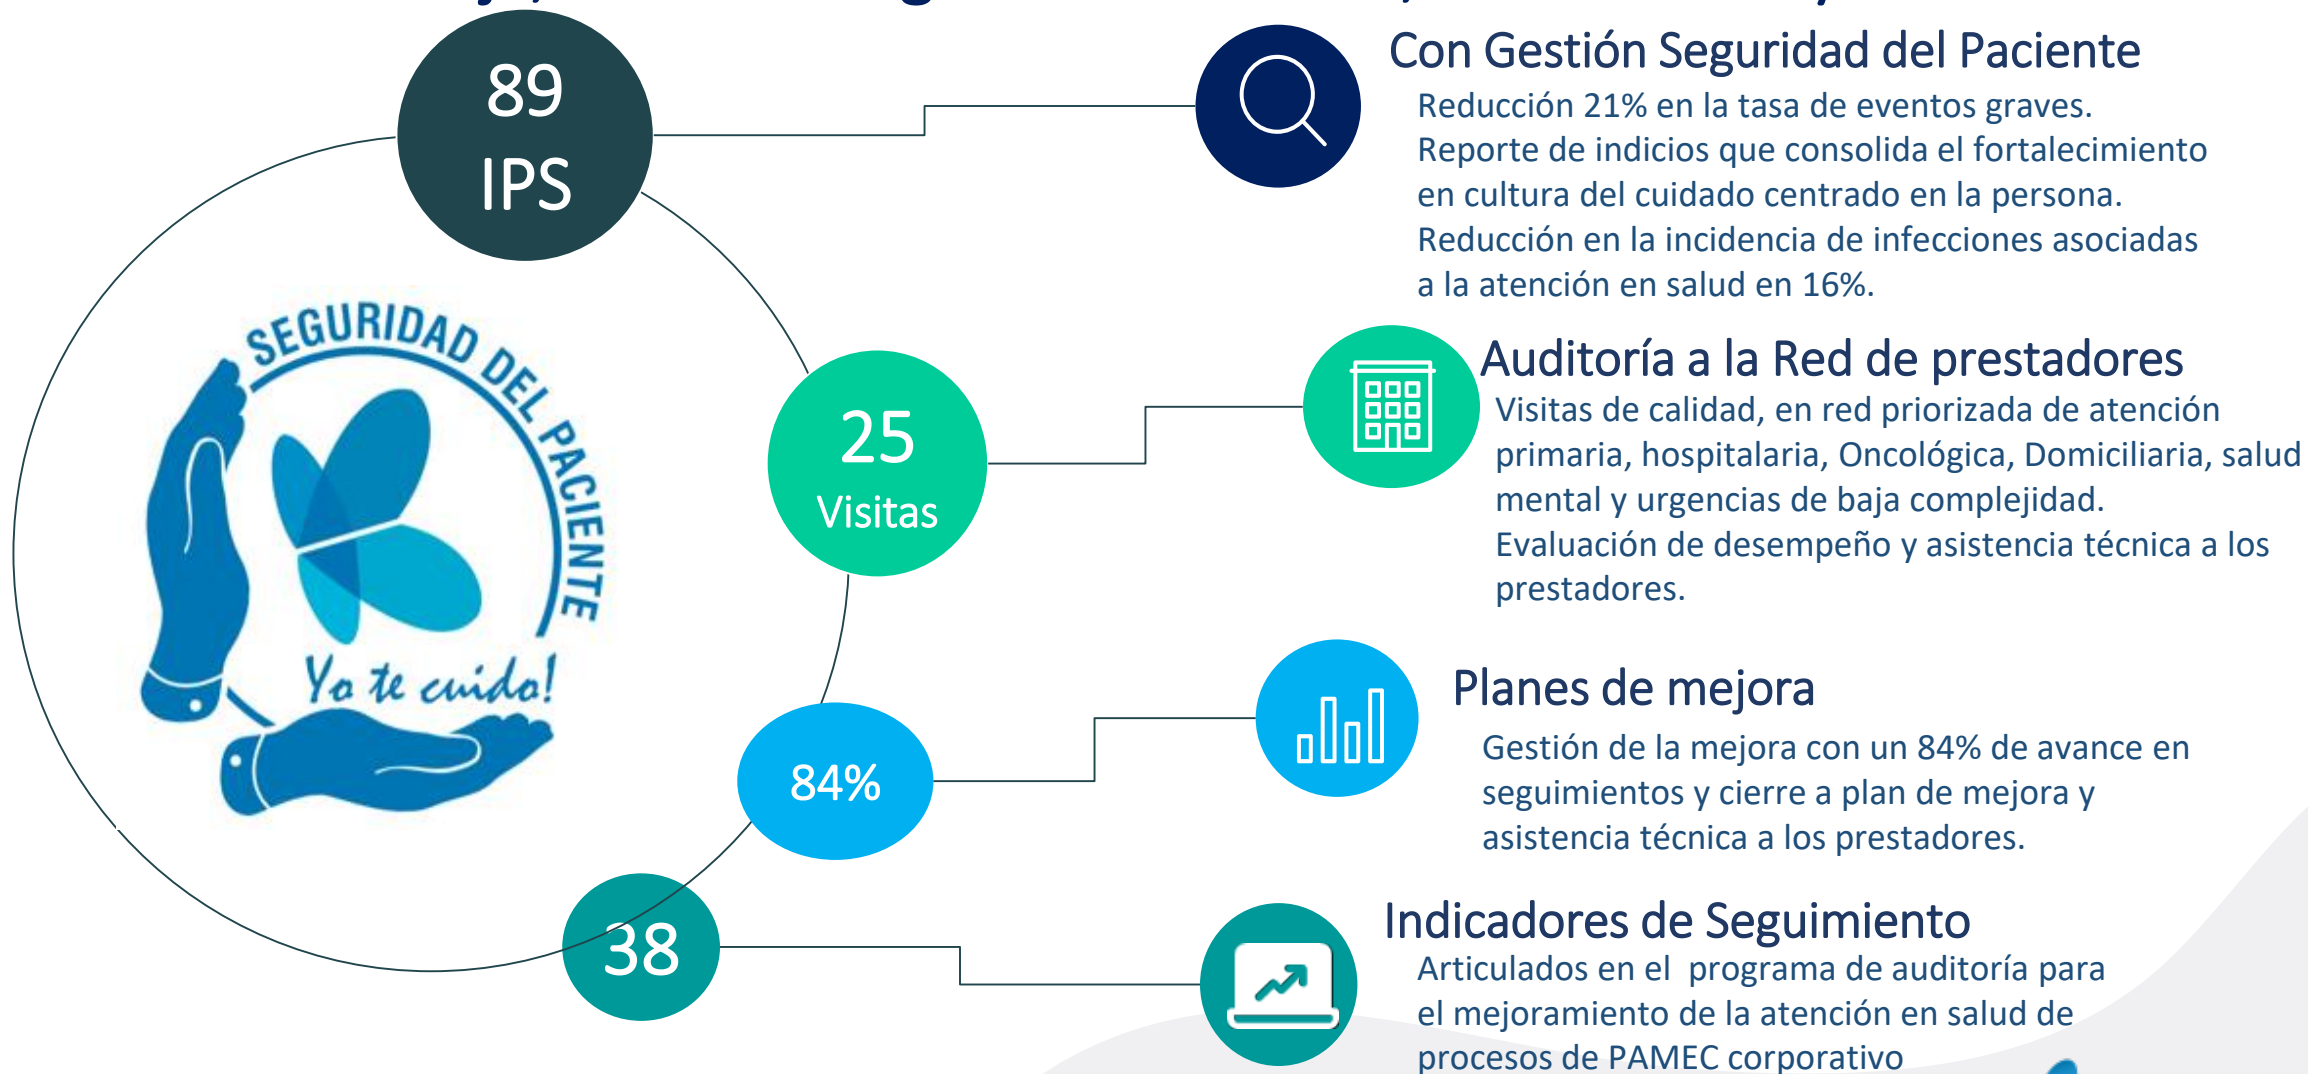 89
IPS
Con Gestión Seguridad del Paciente
Reducción 21% en la tasa de eventos graves.
Reporte de indicios que consolida el fortalecimiento
en cultura del cuidado centrado en la persona.
Reducción en la incidencia de infecciones asociadas
a la atención en salud en 16%.
SEGURIDAD DEL PACIENTE
Yo te cuido!
25
Visitas
Auditoría a la Red de prestadores
Visitas de calidad, en red priorizada de atención
primaria, hospitalaria, Oncológica, Domiciliaria, salud
mental y urgencias de baja complejidad.
Evaluación de desempeño y asistencia técnica a los
prestadores.
84%
Planes de mejora
Gestión de la mejora con un 84% de avance en
seguimientos y cierre a plan de mejora y
asistencia técnica a los prestadores.
38
Indicadores de Seguimiento
Articulados en el  programa de auditoría para
el mejoramiento de la atención en salud de
procesos de PAMEC corporativo